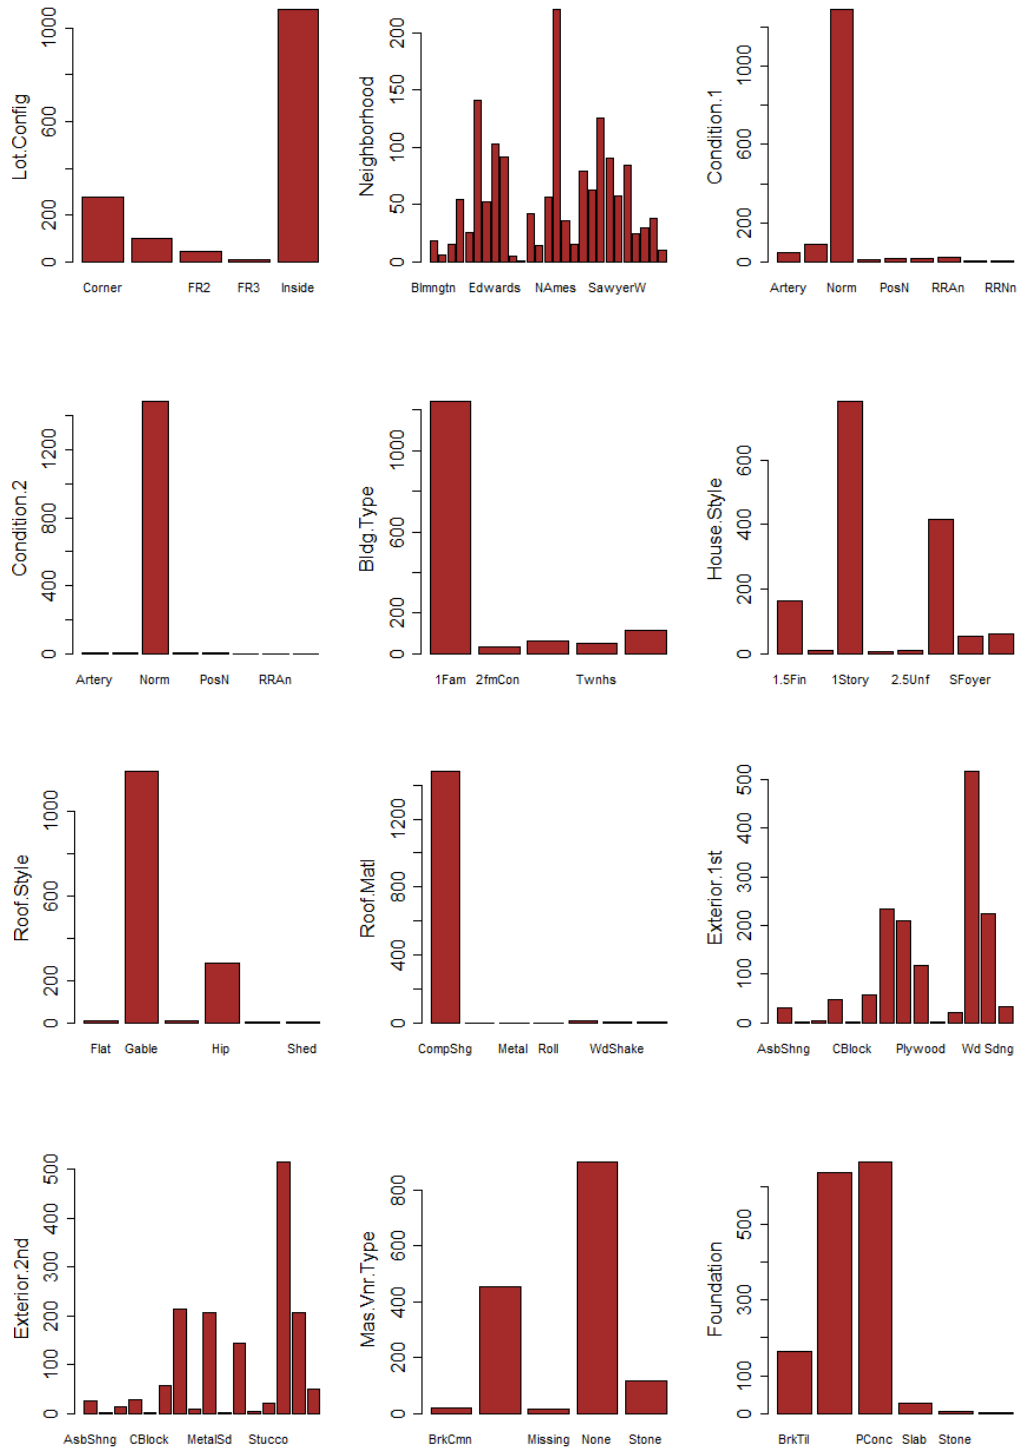 Lot.Config
0 200 600 1000
Corner FR2 FR3 Inside
Neighborhood
0 50 100 150 200
Blmngtn Edwards NAmes SawyerW
Condition.1
0 200 600 1000
Artery Norm PosN RRAn RRNn
Condition.2
0 400 800 1200
Artery Norm PosN RRAn
Bldg.Type
0 200 600 1000
1Fam 2fmCon Twnhs
House.Style
0 200 400 600
1.5Fin 1Story 2.5Unf SFoyer
Roof.Style
0 200 600 1000
Flat Gable Hip Shed
Roof.Matl
0 400 800 1200
CompShg Metal Roll WdShake
Exterior.1st
0 100 200 300 400 500
AsbShng CBlock Plywood Wd Sdng
Exterior.2nd
0 100 200 300 400 500
AsbShng CBlock MetalSd Stucco
Mas.Vnr.Type
0 200 400 600 800
BrkCmn Missing None Stone
Foundation
0 100 300 500
BrkTil PConc Slab Stone